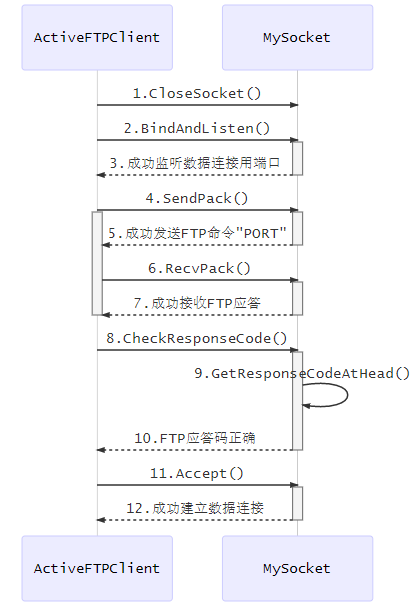 ActiveFTPClient
MySocket
1.CloseSocket()
2.BindAndListen()
3.成功监听数据连接用端口
4.SendPack()
5.成功发送FTP命令"PORT"
6.RecvPack()
7.成功接收FTP应答
8.CheckResponseCode()
9.GetResponseCodeAtHead()
10.FTP应答码正确
11.Accept()
12.成功建立数据连接
ActiveFTPClient
MySocket